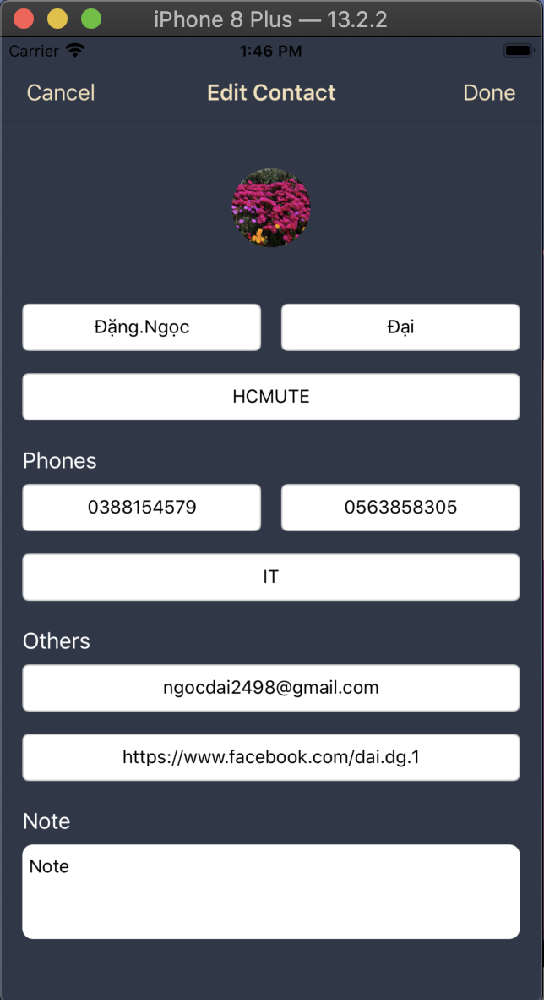 iPhone 8 Plus — 13.2.2
Carrier 1:46 PM
Cancel Edit Contact Done
Đặng.Ngọc Đại
HCMUTE
Phones
0388154579 0563858305
IT
Others
ngocdai2498@gmail.com
https://www.facebook.com/dai.dg.1
Note
Note